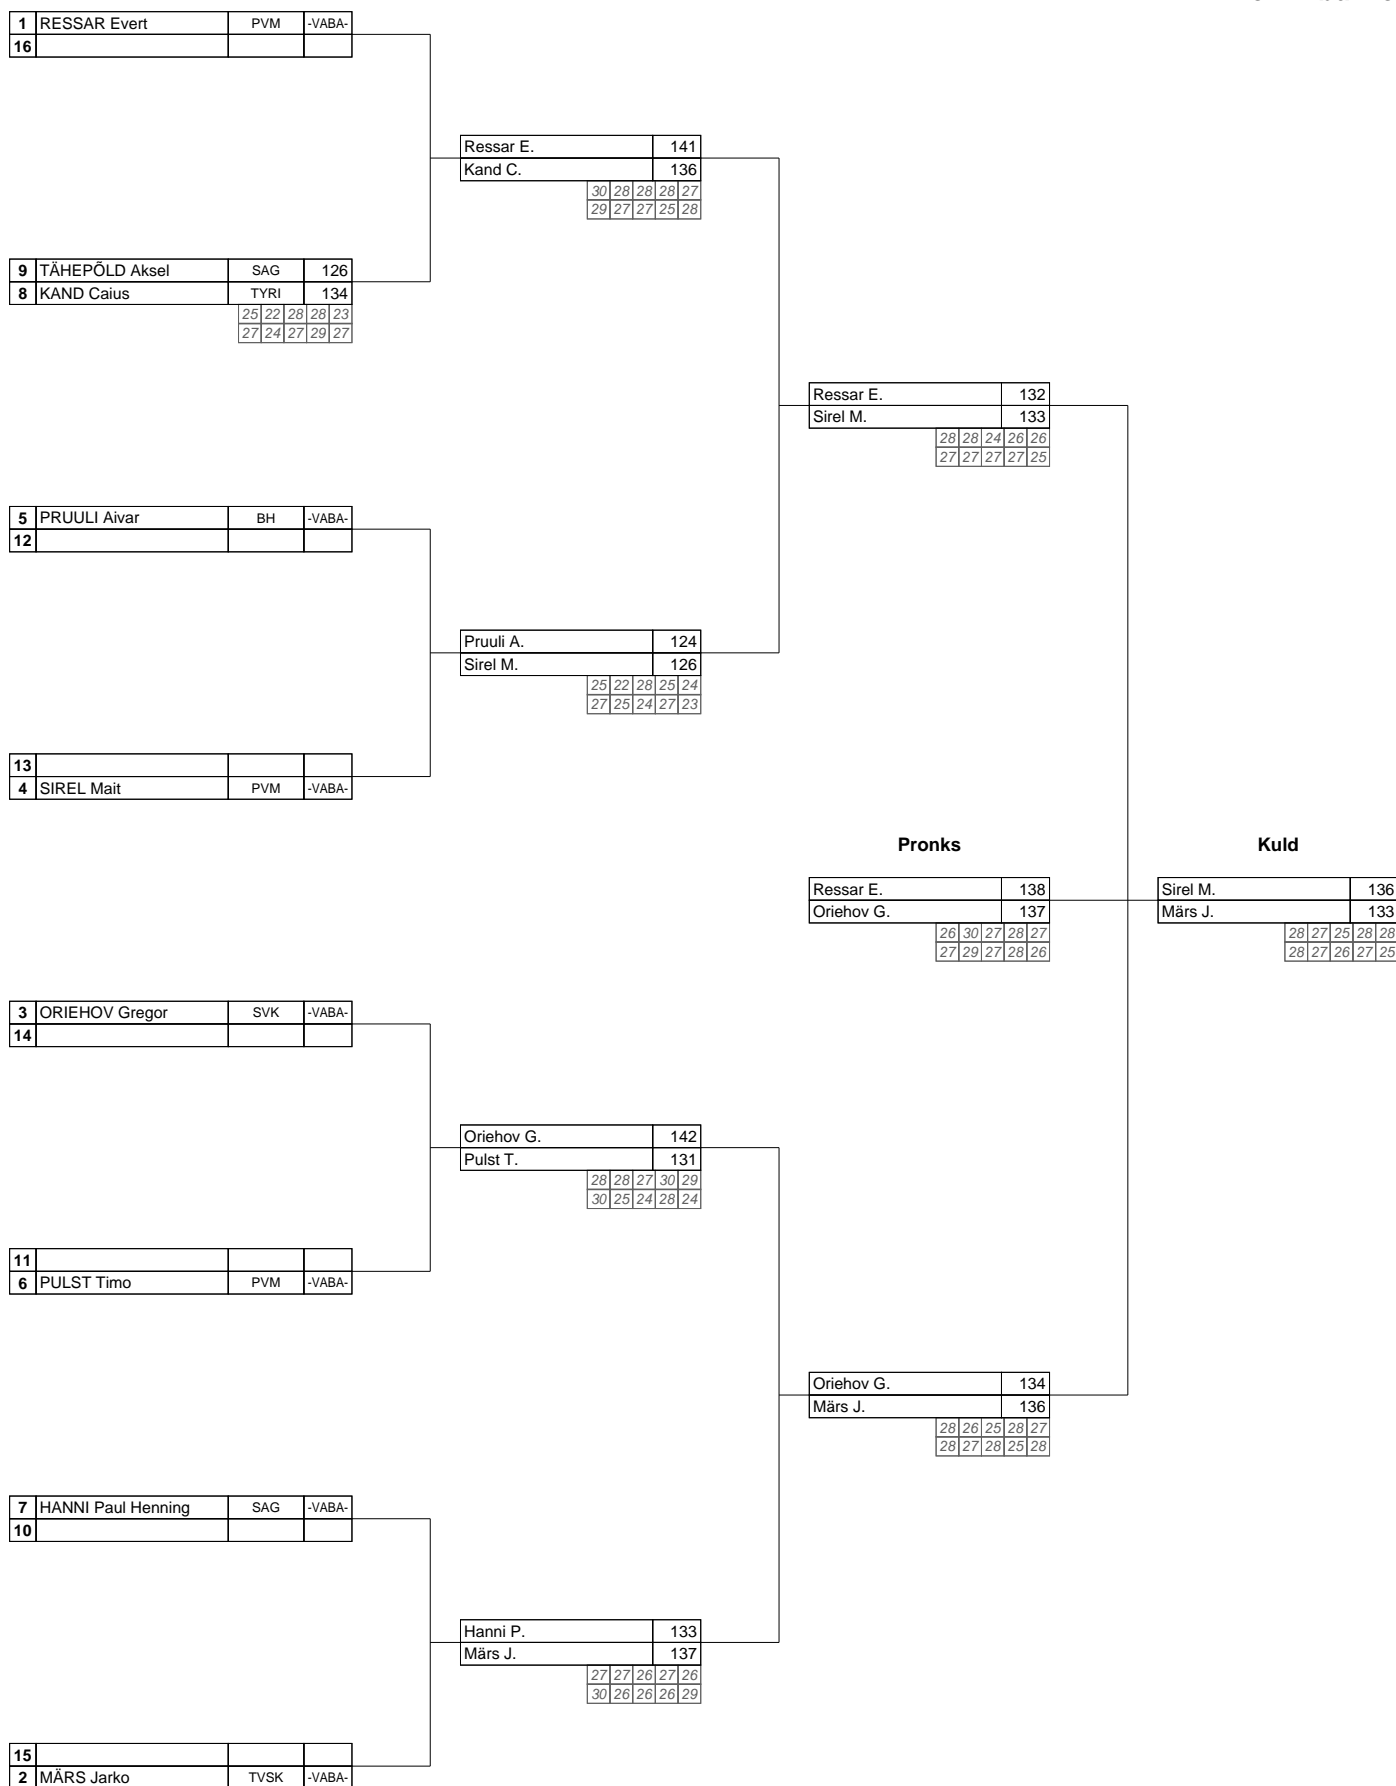 1 RESSAR Evert PVM -VABA-
16
Ressar E. 141
Kand C. 136
30 28 28 28 27
29 27 27 25 28
9 TÄHEPÕLD Aksel SAG 126
8 KAND Caius TYRI 134
25 22 28 28 23
27 24 27 29 27
Ressar E. 132
Sirel M. 133
28 28 24 26 26
27 27 27 27 25
5 PRUULI Aivar BH -VABA-
12
Pruuli A. 124
Sirel M. 126
25 22 28 25 24
27 25 24 27 23
13
4 SIREL Mait PVM -VABA-
Pronks
Kuld
Ressar E. 138
Oriehov G. 137
26 30 27 28 27
27 29 27 28 26
Sirel M. 136
Märs J. 133
28 27 25 28 28
28 27 26 27 25
3 ORIEHOV Gregor SVK -VABA-
14
Oriehov G. 142
Pulst T. 131
28 28 27 30 29
30 25 24 28 24
11
6 PULST Timo PVM -VABA-
Oriehov G. 134
Märs J. 136
28 26 25 28 27
28 27 28 25 28
7 HANNI Paul Henning SAG -VABA-
10
Hanni P. 133
Märs J. 137
27 27 26 27 26
30 26 26 26 29
15
2 MÄRS Jarko TVSK -VABA-